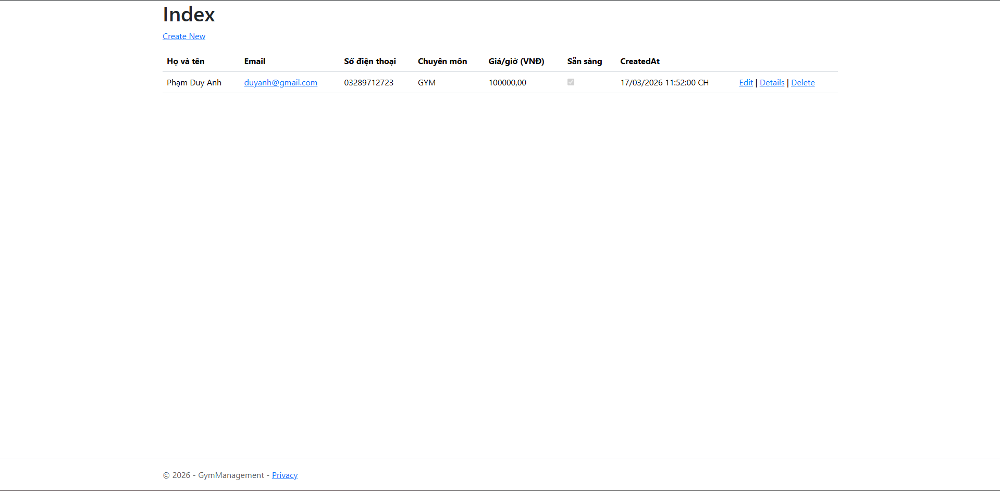 Index
Create New
Họ và tên Email Số điện thoại Chuyên môn Giá/giờ (VNĐ) Sẵn sàng CreatedAt
Phạm Duy Anh duyanh@gmail.com 03289712723 GYM 100000,00 17/03/2026 11:52:00 CH Edit | Details | Delete
© 2026 - GymManagement - Privacy